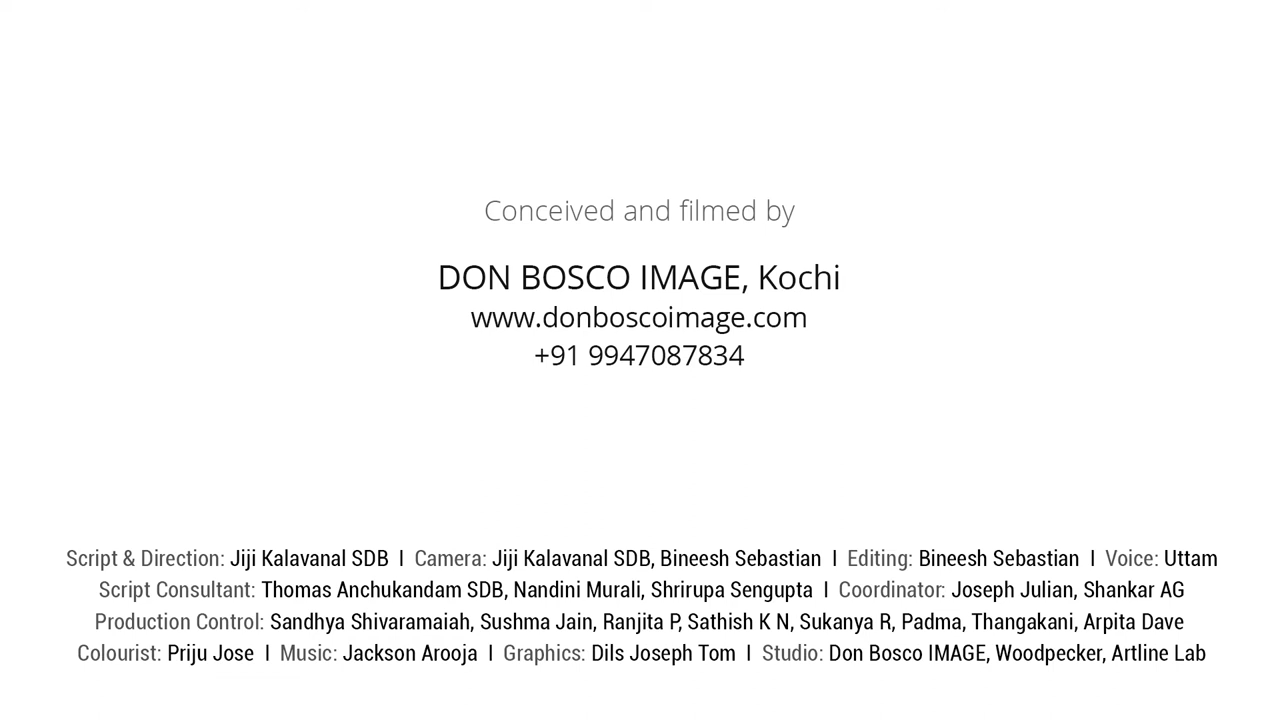 Conceived and filmed by
DON BOSCO IMAGE, Kochi
www.donboscoimage.com
+91 9947087834
Script & Direction: Jiji Kalavanal SDB I Camera: Jiji Kalavanal SDB, Bineesh Sebastian I Editing: Bineesh Sebastian I Voice: Uttam
Script Consultant: Thomas Anchukandam SDB, Nandini Murali, Shrirupa Sengupta I Coordinator: Joseph Julian, Shankar AG
Production Control: Sandhya Shivaramaiah, Sushma Jain, Ranjita P, Sathish K N, Sukanya R, Padma, Thangakani, Arpita Dave
Colourist: Priju Jose I Music: Jackson Arooja I Graphics: Dils Joseph Tom I Studio: Don Bosco IMAGE, Woodpecker, Artline Lab